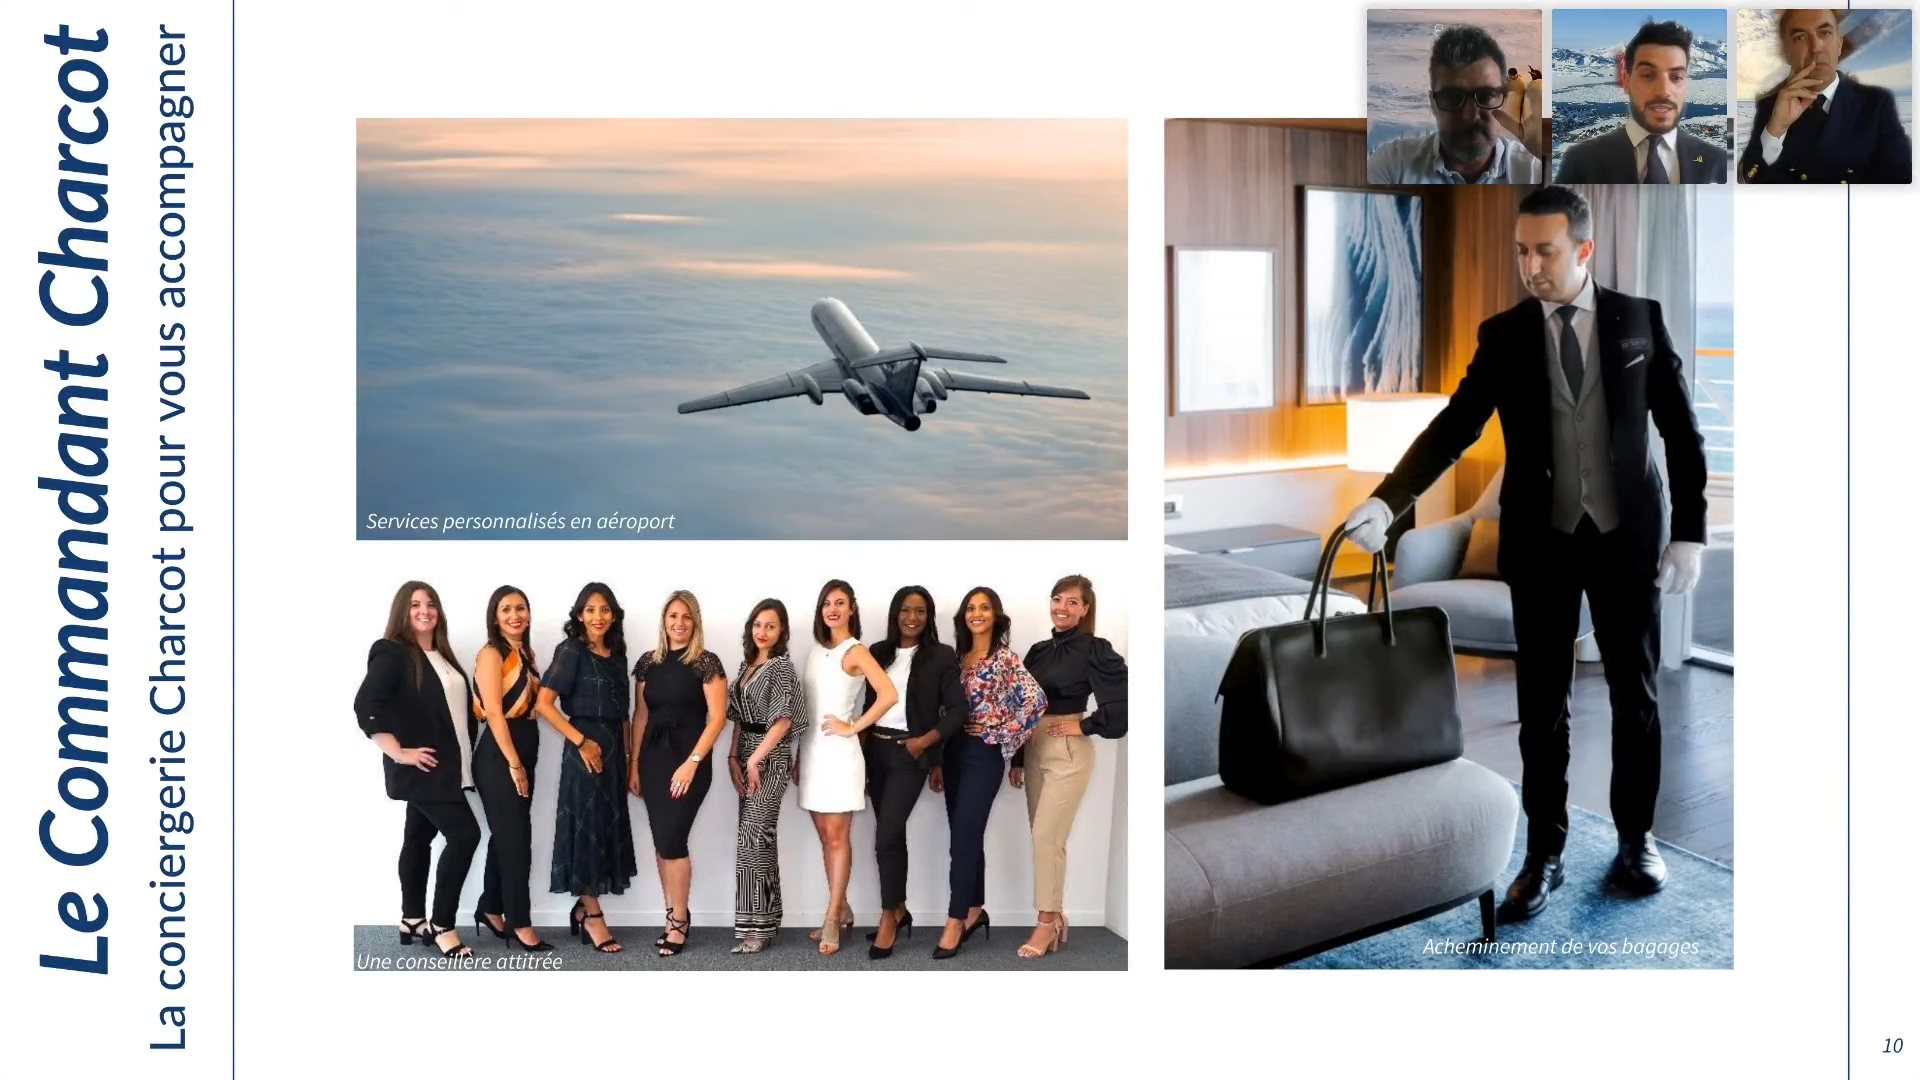 Le Commandant Charcot
La conciergerie Charcot pour vous accompagner
Services personnalisés en aéroport
Une conseillère attitrée
Acheminement de vos bagages
10